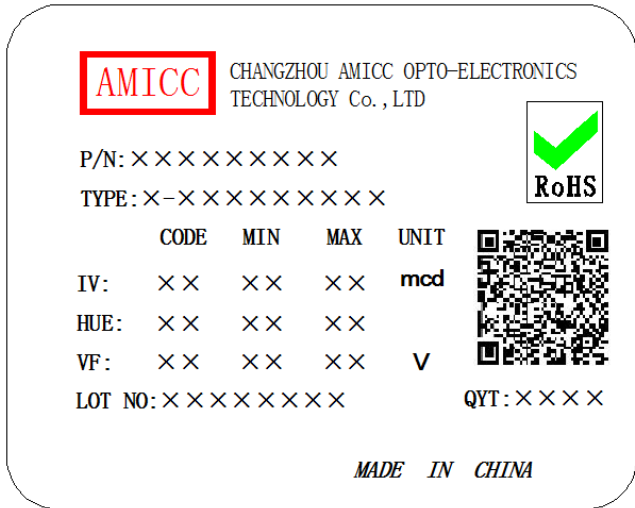 AMICC
CHANGZHOU AMICC OPTO-ELECTRONICS
TECHNOLOGY Co.,LTD
RoHS
P/N:×××××××××
TYPE:×-×××××××××
CODE MIN MAX UNIT
IV: ×× ×× ×× mcd
HUE: ×× ×× ××
VF: ×× ×× ×× V
LOT NO:×××××××× QYT:××××
MADE IN CHINA